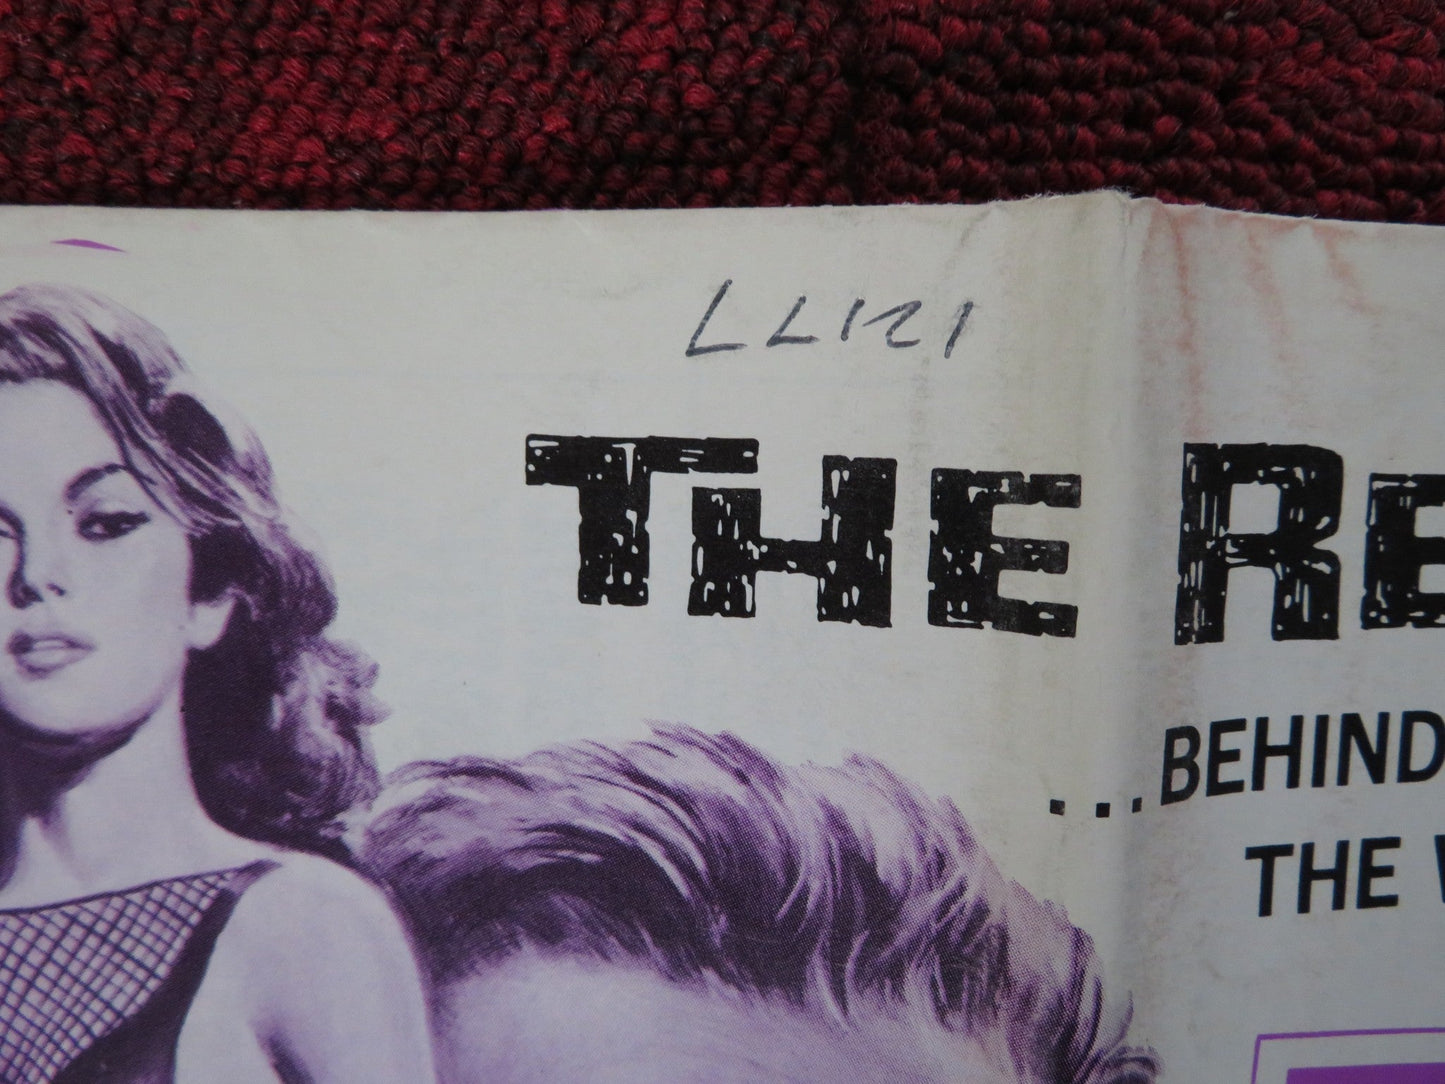 LL121
THE RE
...BEHIND
THE